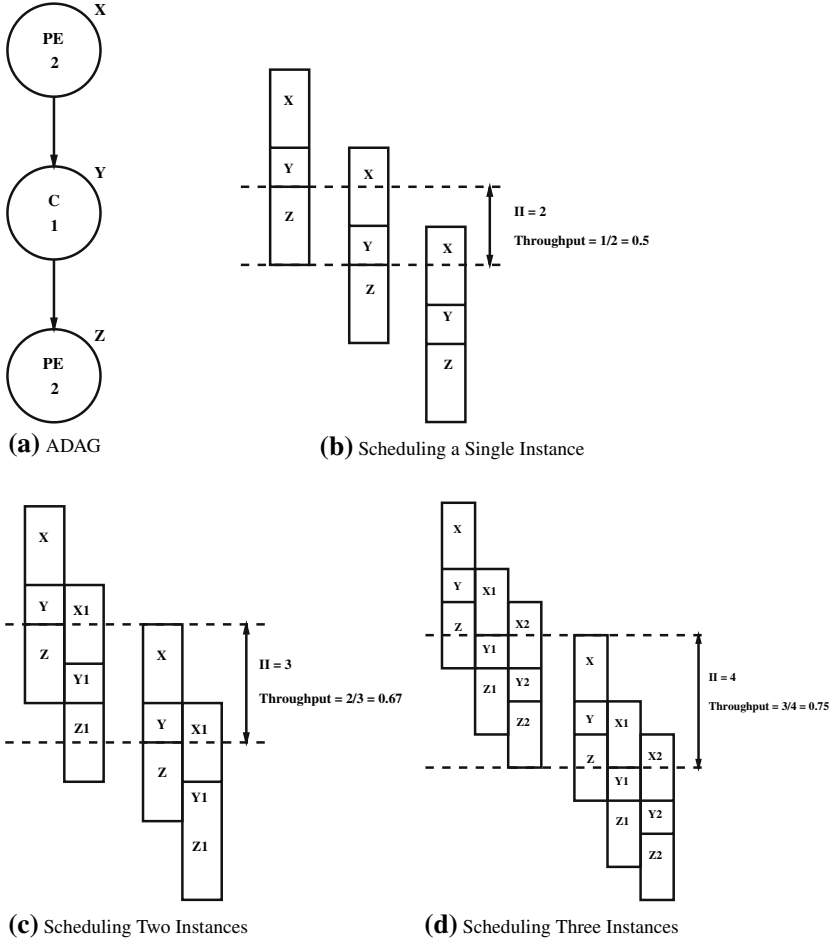 X
PE
2
Y
C
1
Z
PE
2
(a) ADAG
X
Y
Z
X
Y
Z
X
Y
Z
II = 2
Throughput = 1/2 = 0.5
(b) Scheduling a Single Instance
X
Y
X1
Z
Y1
Z1
X
Y
X1
Z
Y1
Z1
II = 3
Throughput = 2/3 = 0.67
(c) Scheduling Two Instances
X
Y
X1
Z
X2
Y1
Z1
Y2
Z2
X
Y
X1
Z
X2
Y1
Z1
Y2
Z2
II = 4
Throughput = 3/4 = 0.75
(d) Scheduling Three Instances